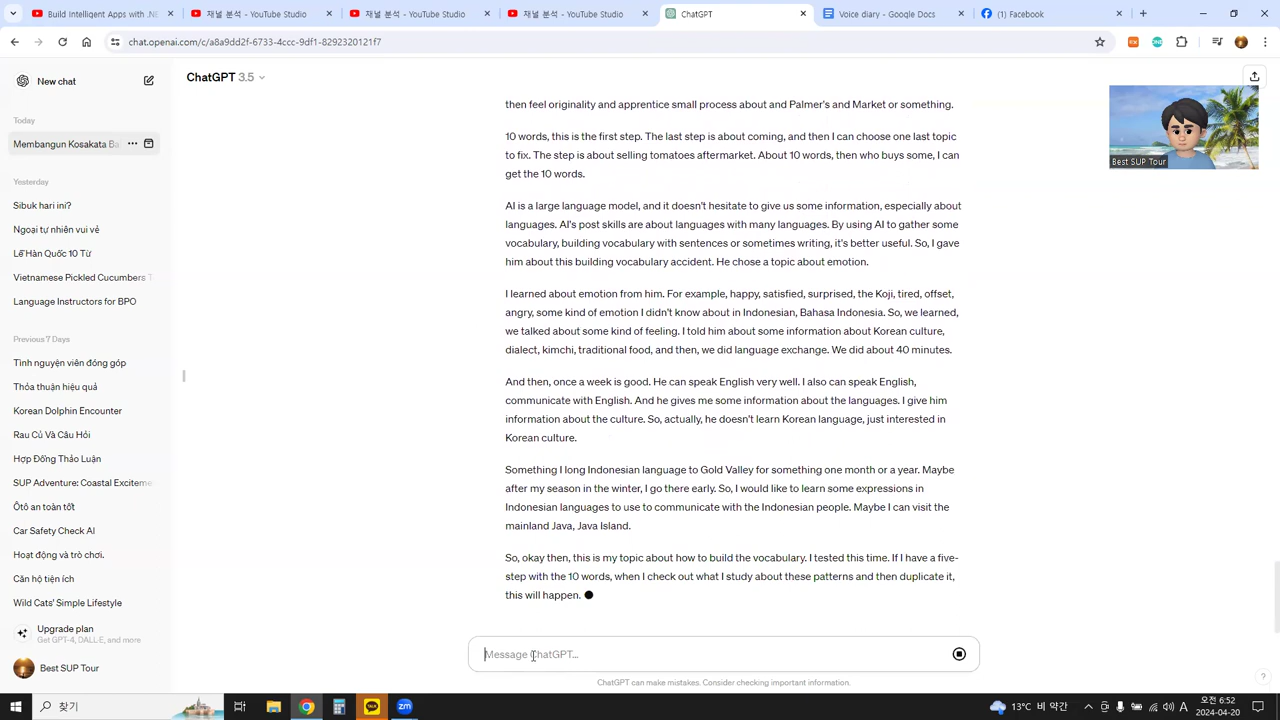 Build Intelligent Apps with .NE
채널 분석 - YouTube Studio
채널 분석 - YouTube Studio
채널 분석 - YouTube Studio
ChatGPT
Voice diary - Google Docs
(1) Facebook
chat.openai.com/c/a8a9dd2f-6733-4ccc-9df1-8292320121f7
New chat
ChatGPT 3.5
Today
Membangun Kosakata Ba
Yesterday
Sibuk hari ini?
Ngoại tự nhiên vui vẻ
Lễ Hàn Quốc 10 Từ
Vietnamese Pickled Cucumbers T
Language Instructors for BPO
Previous 7 Days
Tình nguyện viên đóng góp
Thỏa thuận hiệu quả
Korean Dolphin Encounter
Rau Củ Và Câu Hỏi
Hợp Đồng Thảo Luận
SUP Adventure: Coastal Exciteme
Ôtô an toàn tốt
Car Safety Check AI
Hoạt động và trò chơi.
Căn hộ tiện ích
Wild Cats' Simple Lifestyle
Upgrade plan
Get GPT-4, DALL·E, and more
Best SUP Tour
then feel originality and apprentice small process about and Palmer's and Market or something.
10 words, this is the first step. The last step is about coming, and then I can choose one last topic
to fix. The step is about selling tomatoes aftermarket. About 10 words, then who buys some, I can
get the 10 words.
AI is a large language model, and it doesn't hesitate to give us some information, especially about
languages. AI's post skills are about languages with many languages. By using AI to gather some
vocabulary, building vocabulary with sentences or sometimes writing, it's better useful. So, I gave
him about this building vocabulary accident. He chose a topic about emotion.
I learned about emotion from him. For example, happy, satisfied, surprised, the Koji, tired, offset,
angry, some kind of emotion I didn't know about in Indonesian, Bahasa Indonesia. So, we learned,
we talked about some kind of feeling. I told him about some information about Korean culture,
dialect, kimchi, traditional food, and then, we did language exchange. We did about 40 minutes.
And then, once a week is good. He can speak English very well. I also can speak English,
communicate with English. And he gives me some information about the languages. I give him
information about the culture. So, actually, he doesn't learn Korean language, just interested in
Korean culture.
Something I long Indonesian language to Gold Valley for something one month or a year. Maybe
after my season in the winter, I go there early. So, I would like to learn some expressions in
Indonesian languages to use to communicate with the Indonesian people. Maybe I can visit the
mainland Java, Java Island.
So, okay then, this is my topic about how to build the vocabulary. I tested this time. If I have a five-
step with the 10 words, when I check out what I study about these patterns and then duplicate it,
this will happen.
Message ChatGPT...
ChatGPT can make mistakes. Consider checking important information.
?
Best SUP Tour
찾기
TALK
zm
13°C 비 약간
A
오전 6:52
2024-04-20